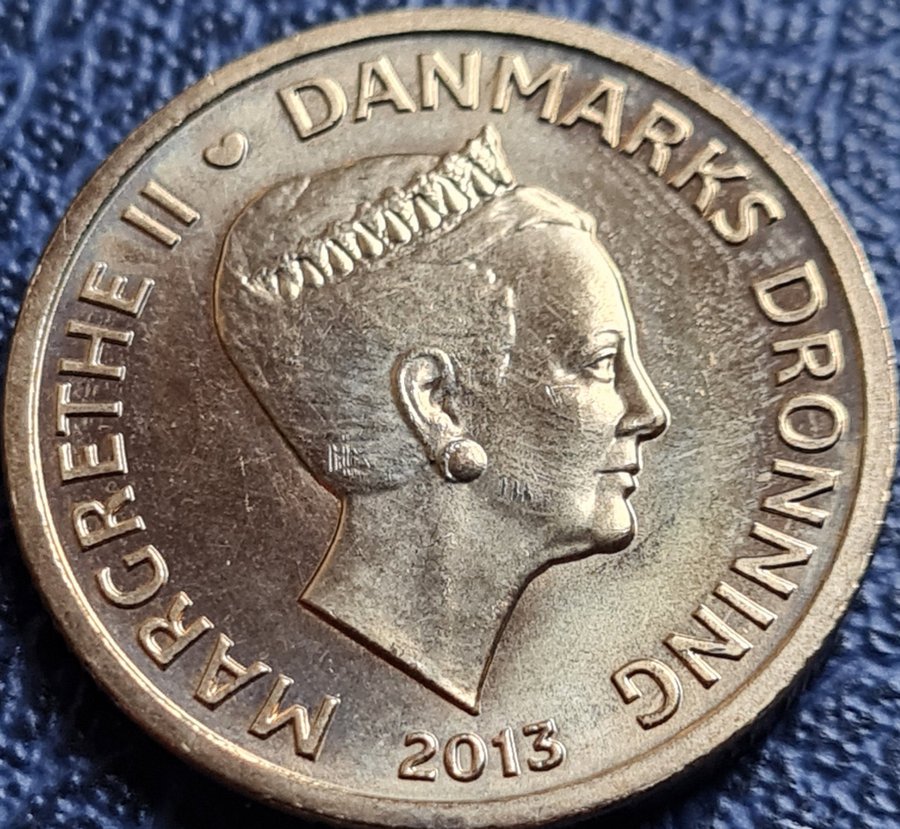 MARGRETHE II ♥ DANMARKS DRONNING
2013